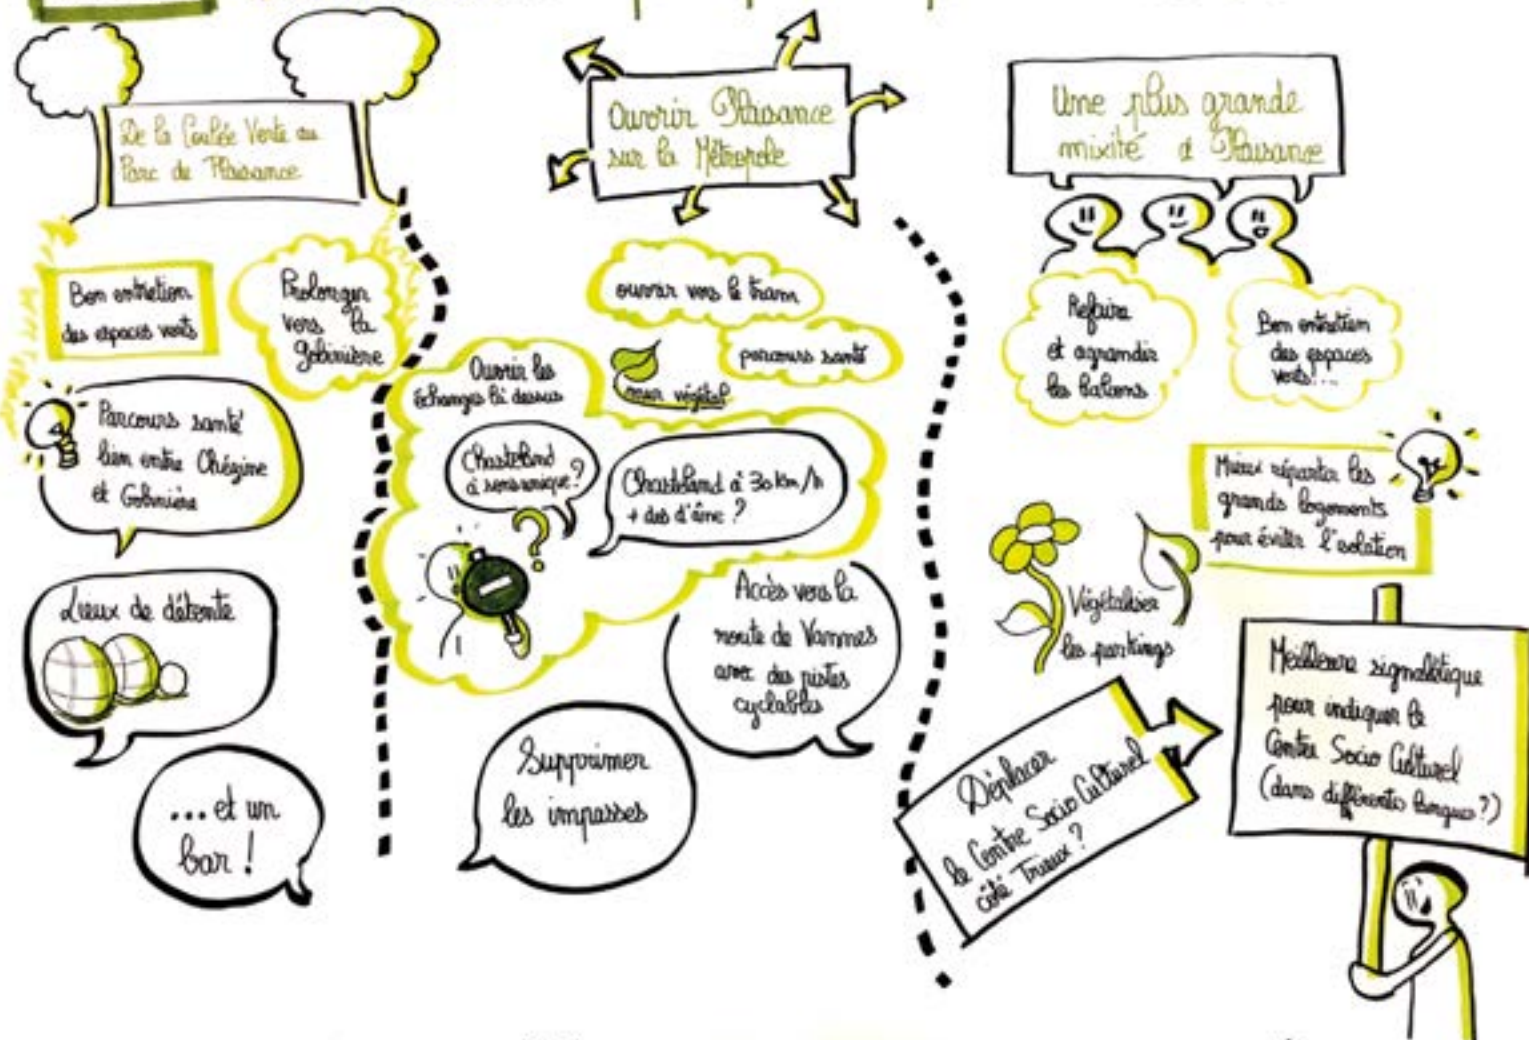 De la Coulée Verte au
Parc de Plaisance
Bon entretien
des espaces verts
Prolonger
vers la
Gobinière
Parcours santé
lien entre Chézine
et Gobinière
Lieux de détente
... et un
bar !
Ouvrir Plaisance
sur la Métropole
ouvrir vers le tram
parcours santé
mur végétal
Ouvrir les
échanges là dessus
Chasteland
à sens unique ?
Chasteland à 30 km/h
+ dos d'âne ?
Accès vers la
route de Vannes
avec des pistes
cyclables
Supprimer
les impasses
Une plus grande
mixité à Plaisance
Refaire
et agrandir
les balcons
Bon entretien
des espaces
verts...
Mieux répartir les
grands logements
pour éviter l'isolation
Végétaliser
les parkings
Déplacer
le Centre Socio Culturel
côté Trieux ?
Meilleure signalétique
pour indiquer le
Centre Socio Culturel
(dans différentes langues ?)